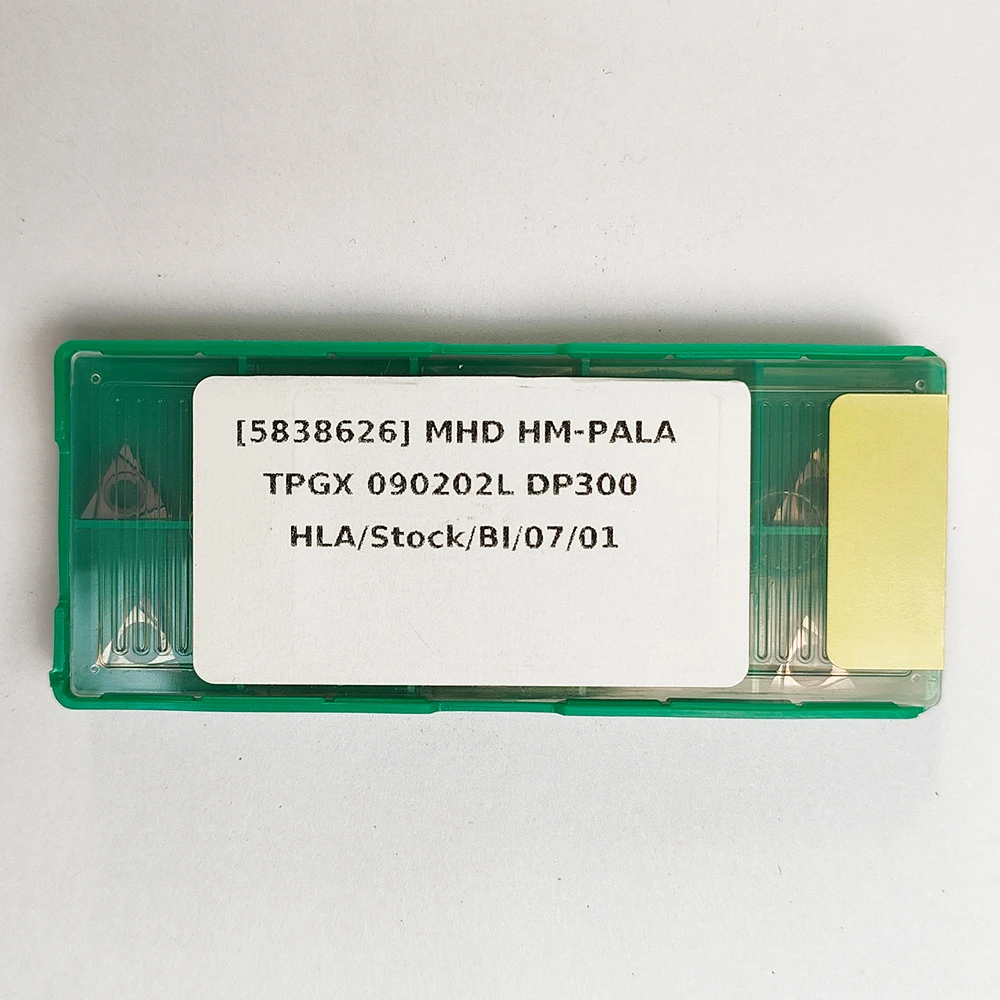 [5838626] MHD HM-PALA
TPGX 090202L DP300
HLA/Stock/BI/07/01